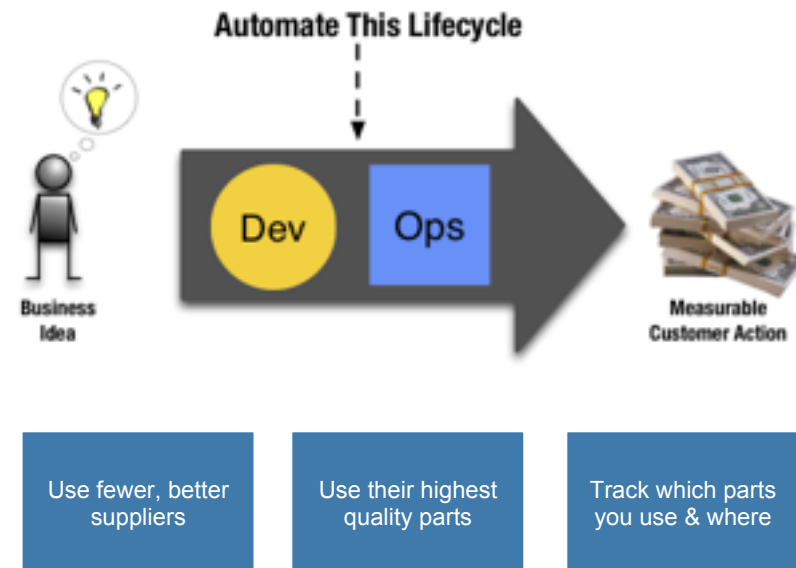 Automate This Lifecycle
Dev
Ops
Business
Idea
Measurable
Customer Action
Use fewer, better
suppliers
Use their highest
quality parts
Track which parts
you use & where